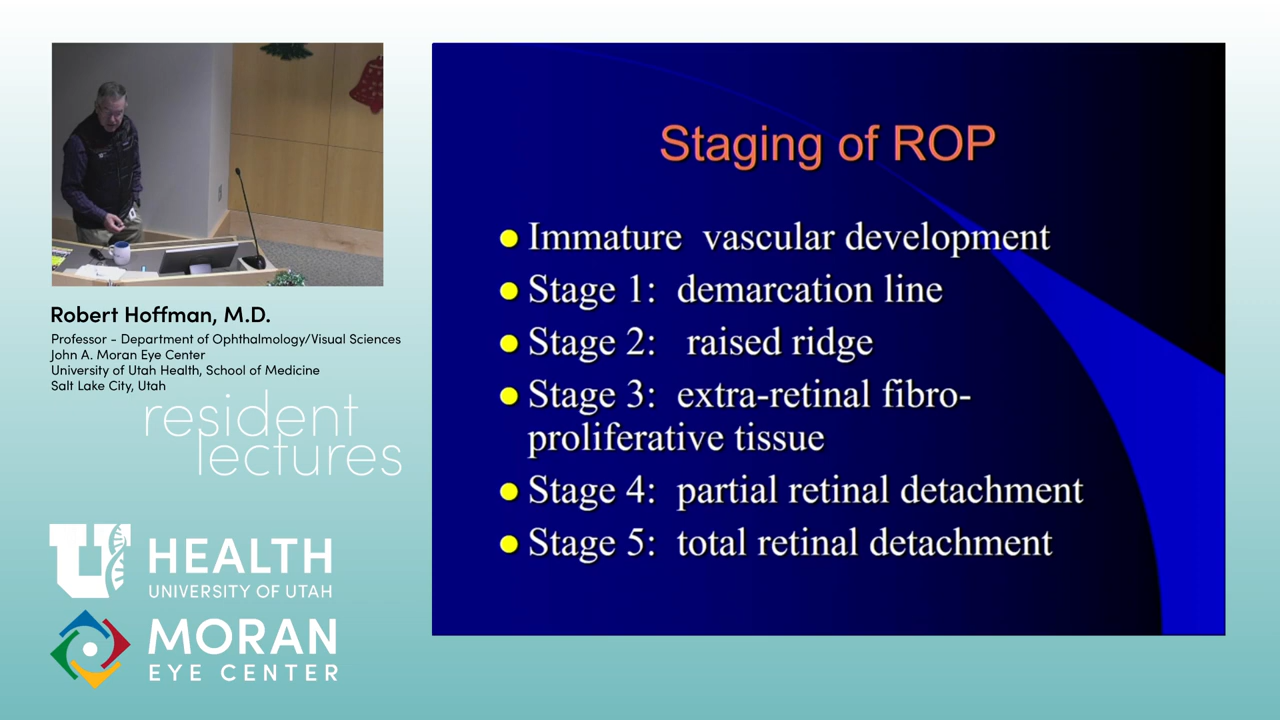 Staging of ROP
● Immature vascular development
● Stage 1: demarcation line
● Stage 2: raised ridge
● Stage 3: extra-retinal fibro-
proliferative tissue
● Stage 4: partial retinal detachment
● Stage 5: total retinal detachment
Robert Hoffman, M.D.
Professor - Department of Ophthalmology/Visual Sciences
John A. Moran Eye Center
University of Utah Health, School of Medicine
Salt Lake City, Utah
resident
lectures
U HEALTH
UNIVERSITY OF UTAH
MORAN
EYE CENTER